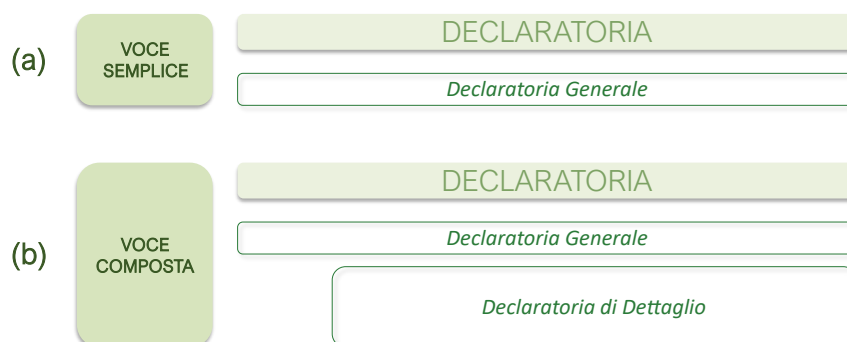 (a)
VOCE
SEMPLICE
DECLARATORIA
Declaratoria Generale
(b)
VOCE
COMPOSTA
DECLARATORIA
Declaratoria Generale
Declaratoria di Dettaglio